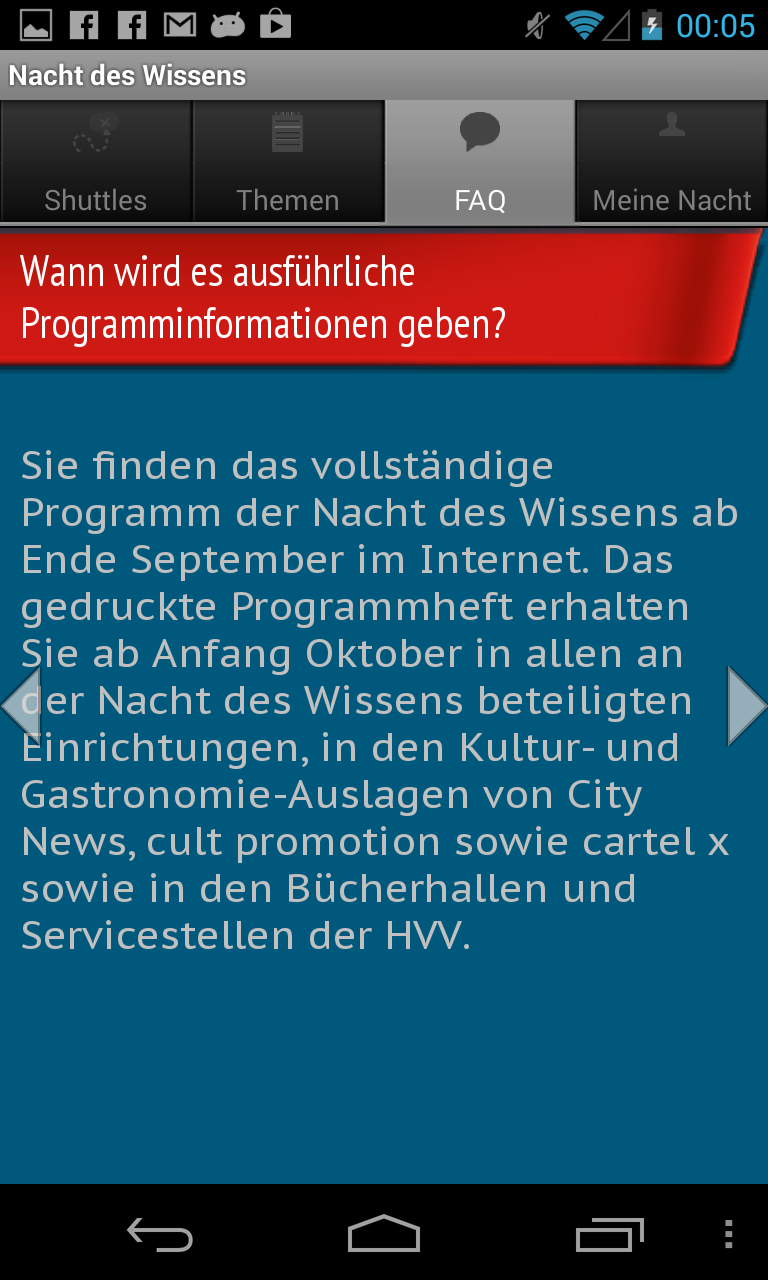 00:05
Nacht des Wissens
Shuttles
Themen
FAQ
Meine Nacht
Wann wird es ausführliche
Programminformationen geben?
Sie finden das vollständige
Programm der Nacht des Wissens ab
Ende September im Internet. Das
gedruckte Programmheft erhalten
Sie ab Anfang Oktober in allen an
der Nacht des Wissens beteiligten
Einrichtungen, in den Kultur- und
Gastronomie-Auslagen von City
News, cult promotion sowie cartel x
sowie in den Bücherhallen und
Servicestellen der HVV.